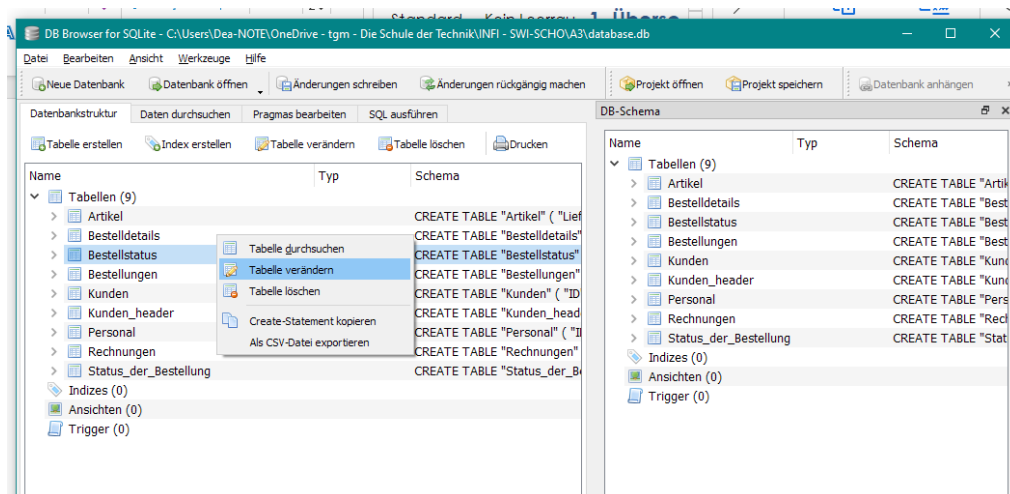 Standard Kein Leerrau
DB Browser for SQLite - C:\Users\Dea-NOTE\OneDrive - tgm - Die Schule der Technik\INFI - SWI-SCHO\A3\database.db
Datei Bearbeiten Ansicht Werkzeuge Hilfe
Neue Datenbank Datenbank öffnen Änderungen schreiben Änderungen rückgängig machen Projekt öffnen Projekt speichern Datenbank anhängen
Datenbankstruktur Daten durchsuchen Pragmas bearbeiten SQL ausführen
Tabelle erstellen Index erstellen Tabelle verändern Tabelle löschen Drucken
Name Typ Schema
Tabellen (9)
Artikel CREATE TABLE "Artikel" ( "Lief
Bestelldetails CREATE TABLE "Bestelldetails"
Bestellstatus CREATE TABLE "Bestellstatus"
Bestellungen CREATE TABLE "Bestellungen"
Kunden CREATE TABLE "Kunden" ( "ID"
Kunden_header CREATE TABLE "Kunden_head
Personal CREATE TABLE "Personal" ( "I
Rechnungen CREATE TABLE "Rechnungen"
Status_der_Bestellung CREATE TABLE "Status_der_Be
Indizes (0)
Ansichten (0)
Trigger (0)
Tabelle durchsuchen
Tabelle verändern
Tabelle löschen
Create-Statement kopieren
Als CSV-Datei exportieren
DB-Schema
Name Typ Schema
Tabellen (9)
Artikel CREATE TABLE "Artik
Bestelldetails CREATE TABLE "Best
Bestellstatus CREATE TABLE "Best
Bestellungen CREATE TABLE "Best
Kunden CREATE TABLE "Kund
Kunden_header CREATE TABLE "Kund
Personal CREATE TABLE "Pers
Rechnungen CREATE TABLE "Rech
Status_der_Bestellung CREATE TABLE "Stat
Indizes (0)
Ansichten (0)
Trigger (0)